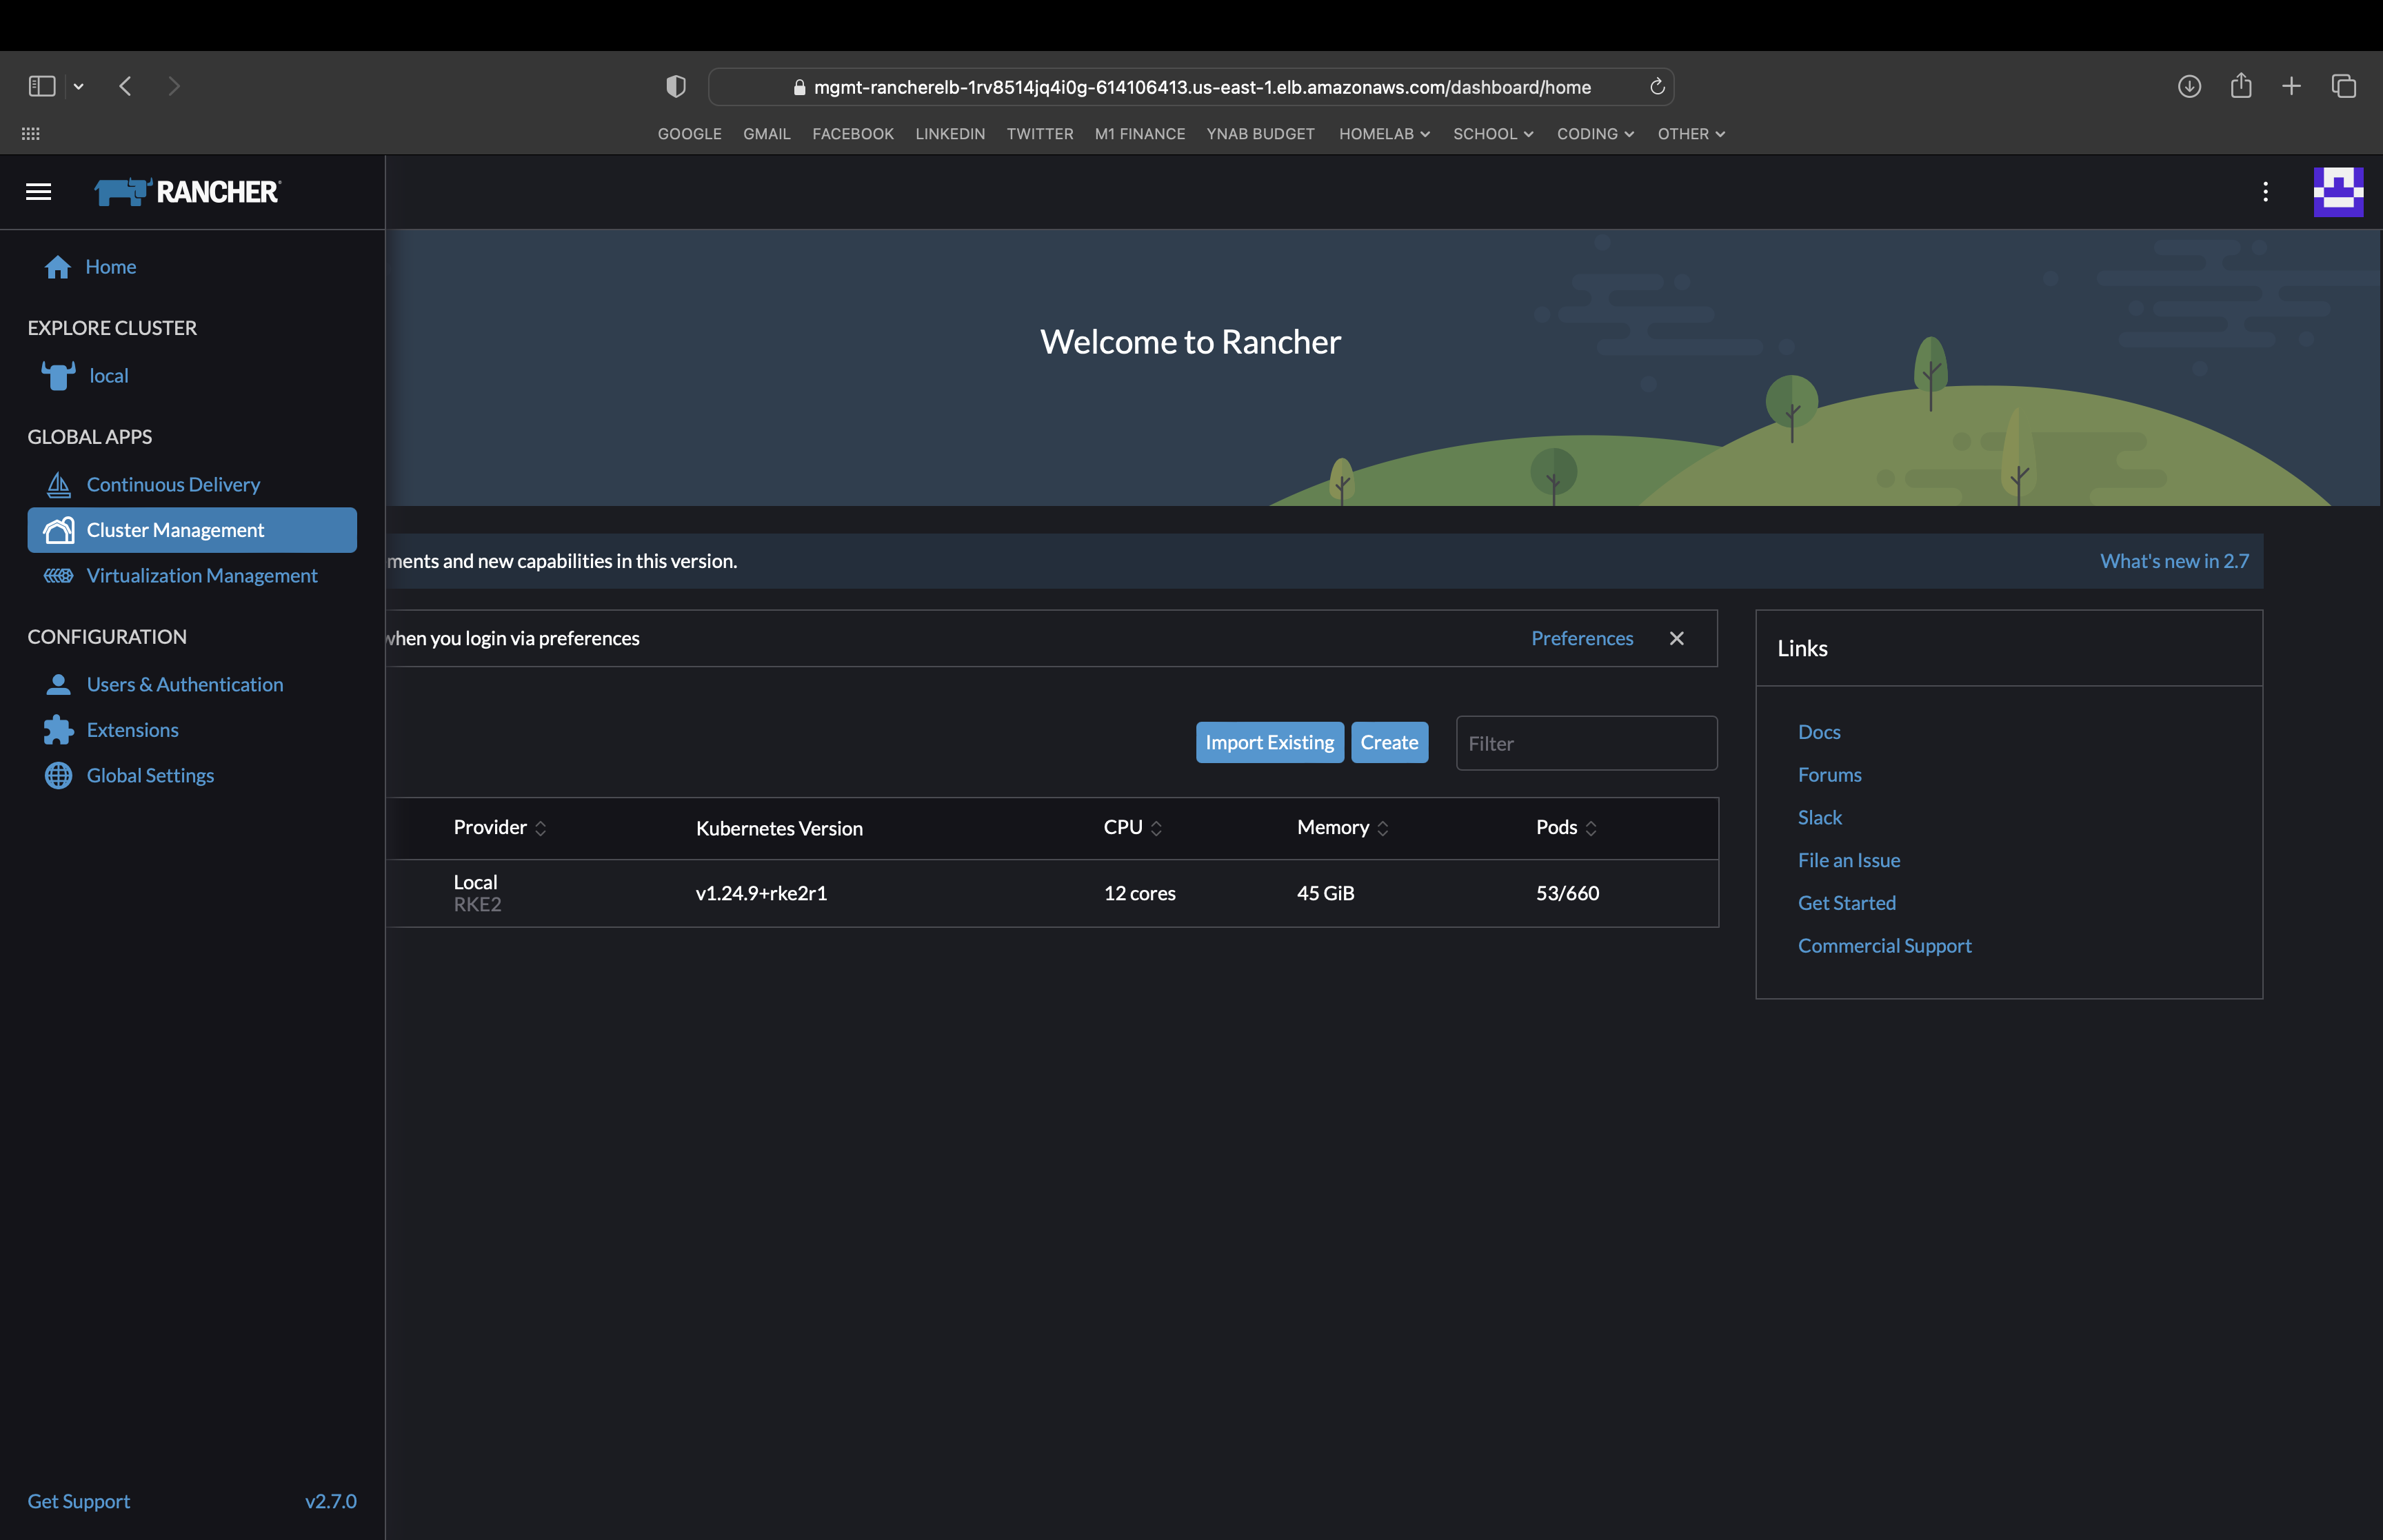 mgmt-rancherelb-1rv8514jq4i0g-614106413.us-east-1.elb.amazonaws.com/dashboard/home
GOOGLE GMAIL FACEBOOK LINKEDIN TWITTER M1 FINANCE YNAB BUDGET HOMELAB SCHOOL CODING OTHER
RANCHER
Home
EXPLORE CLUSTER
local
GLOBAL APPS
Continuous Delivery
Cluster Management
Virtualization Management
CONFIGURATION
Users & Authentication
Extensions
Global Settings
Get Support v2.7.0
Welcome to Rancher
ments and new capabilities in this version. What's new in 2.7
when you login via preferences Preferences
Import Existing Create Filter
Provider Kubernetes Version CPU Memory Pods
Local v1.24.9+rke2r1 12 cores 45 GiB 53/660
RKE2
Links
Docs
Forums
Slack
File an Issue
Get Started
Commercial Support